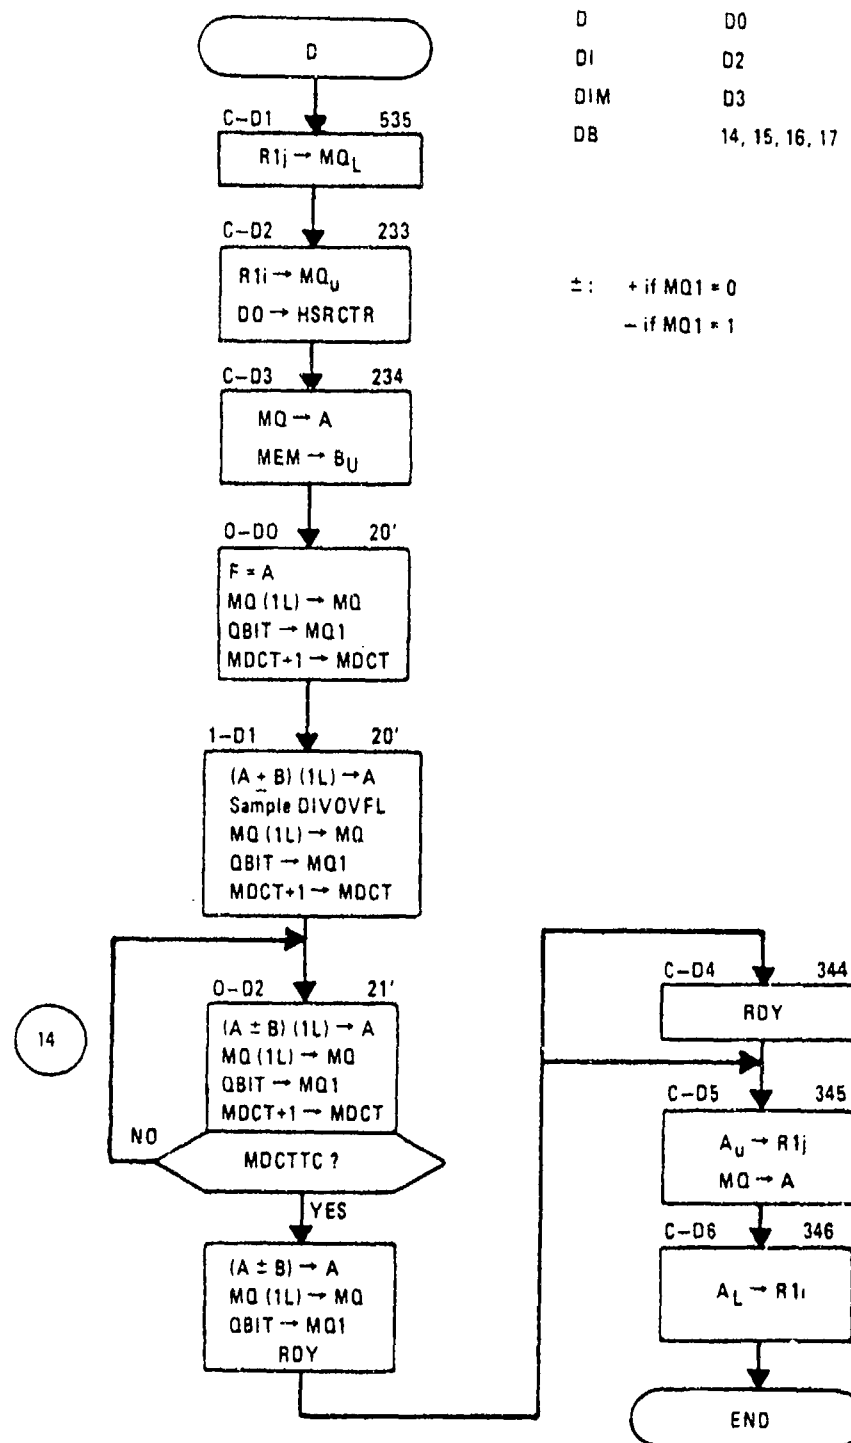 D
C-D1 535
R1j → MQL
C-D2 233
R1i → MQu
DO → HSRCTR
C-D3 234
MQ → A
MEM → BU
O-D0 20'
F = A
MQ (1L) → MQ
QBIT → MQ1
MDCT+1 → MDCT
1-D1 20'
(A ± B) (1L) → A
Sample DIVOVFL
MQ (1L) → MQ
QBIT → MQ1
MDCT+1 → MDCT
14
O-D2 21'
(A ± B) (1L) → A
MQ (1L) → MQ
QBIT → MQ1
MDCT+1 → MDCT
NO
MDCTTC ?
YES
(A ± B) → A
MQ (1L) → MQ
QBIT → MQ1
RDY
D D0
DI D2
DIM D3
DB 14, 15, 16, 17
± : + if MQ1 = 0
− if MQ1 = 1
C-D4 344
RDY
C-D5 345
Au → R1j
MQ → A
C-D6 346
AL → R1i
END